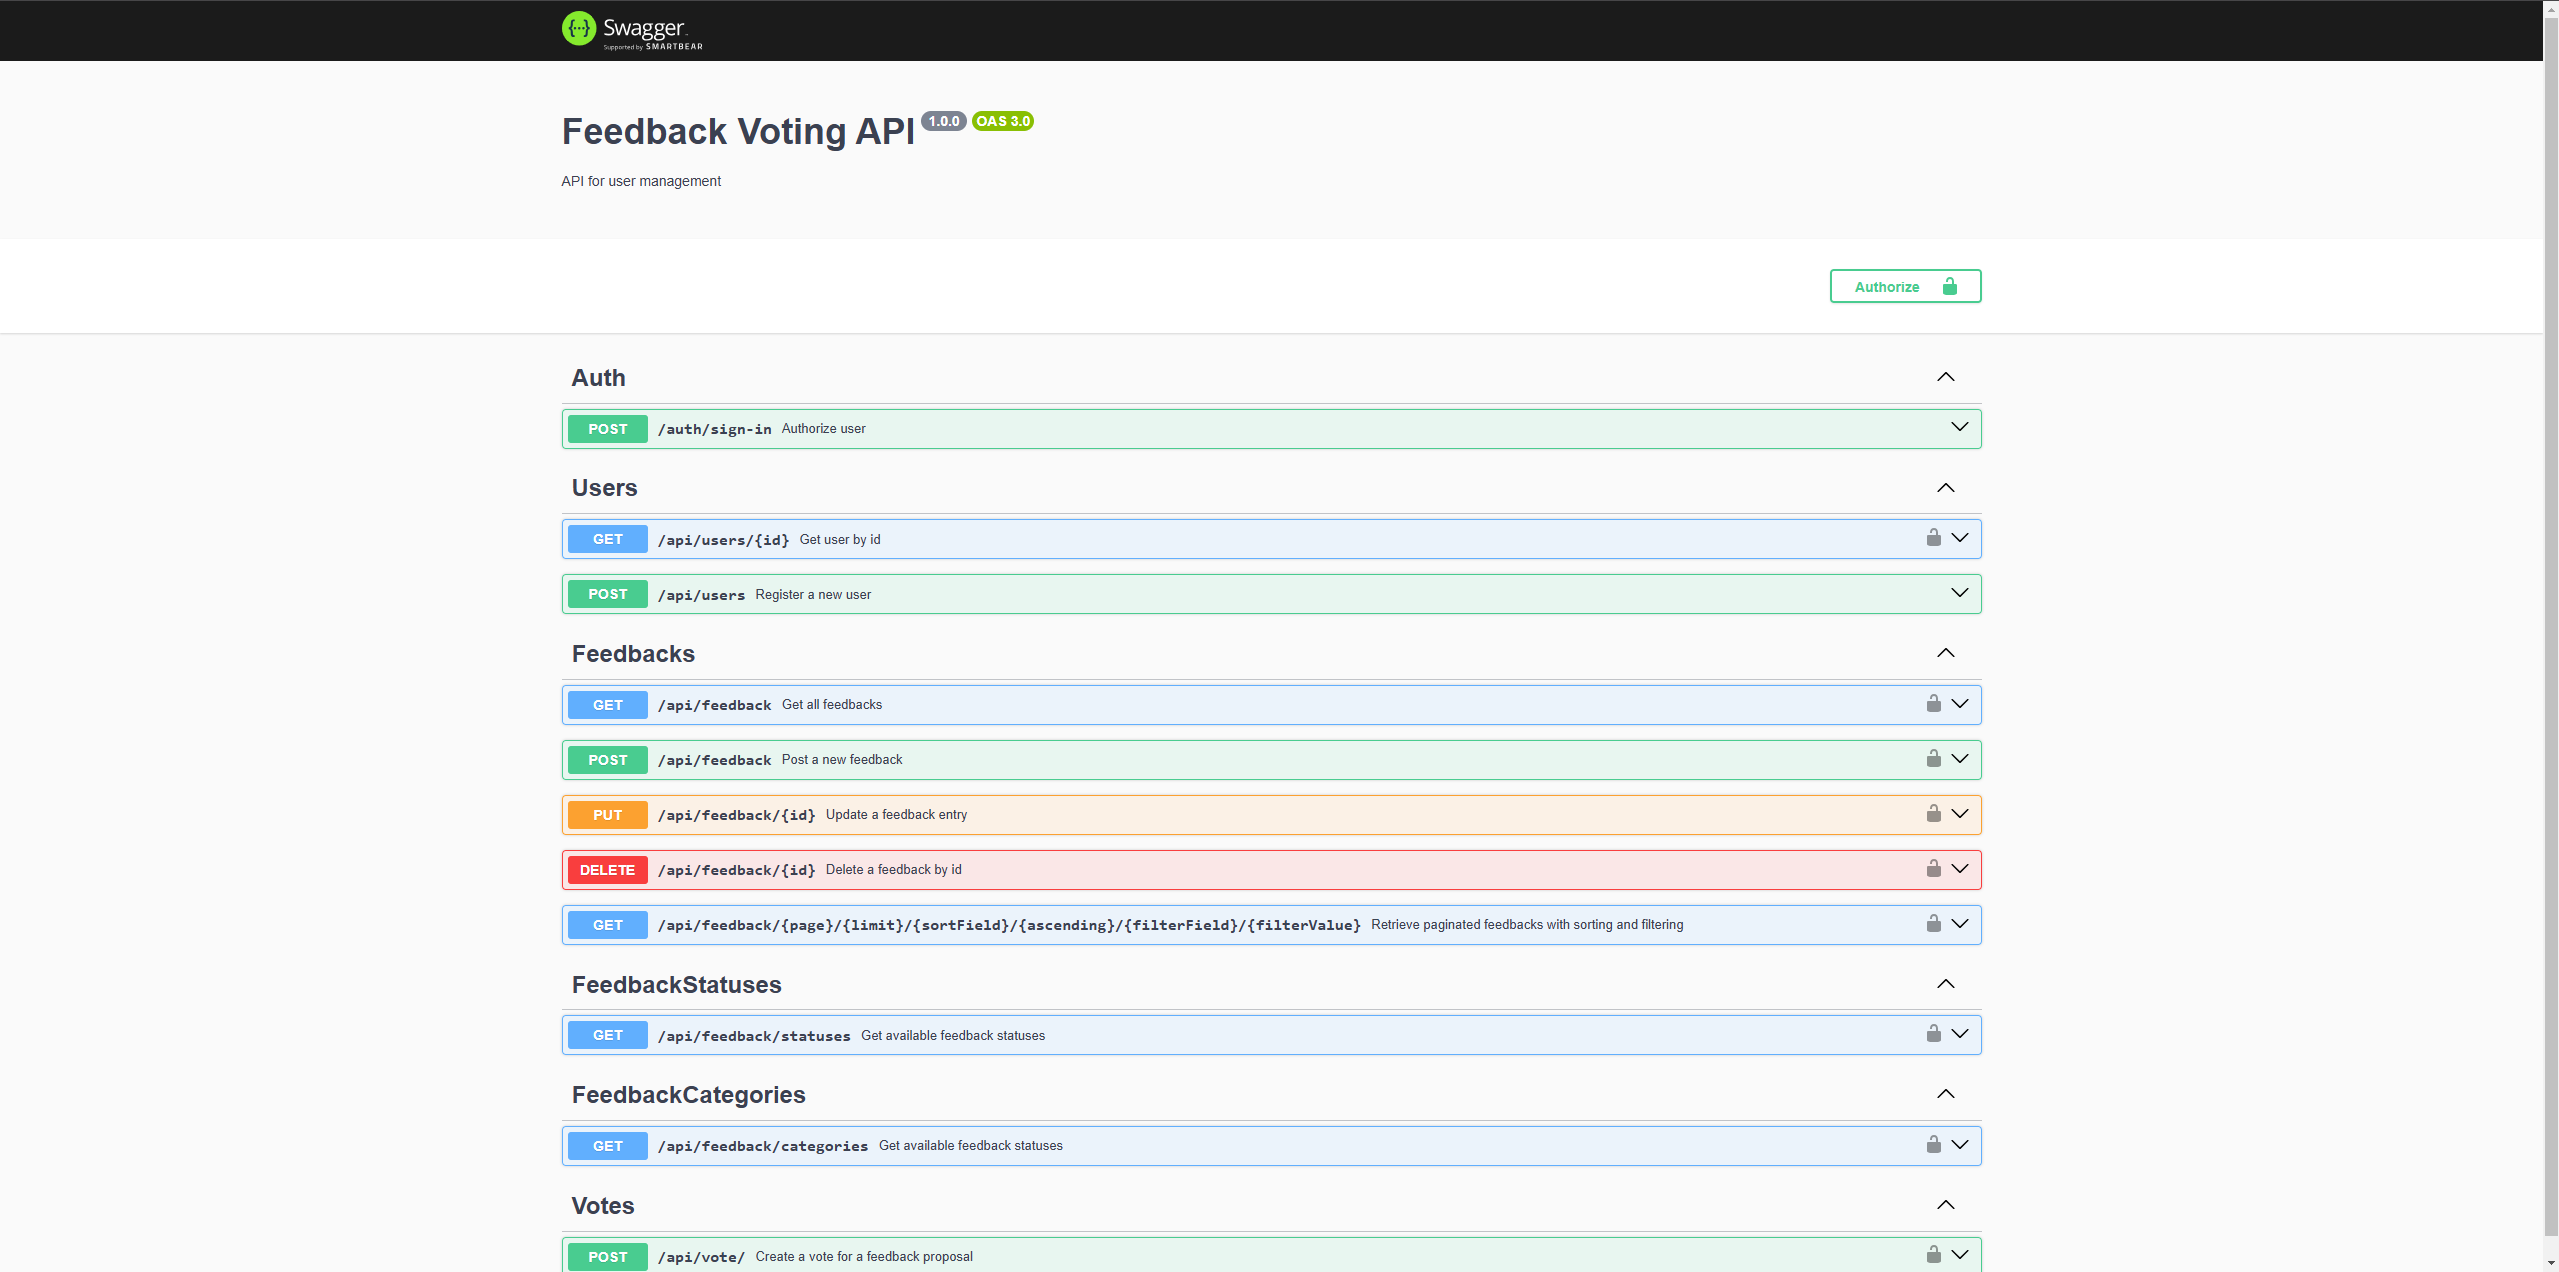 Swagger
Supported by SMARTBEAR
Feedback Voting API 1.0.0 OAS 3.0
API for user management
Authorize
Auth
POST /auth/sign-in Authorize user
Users
GET /api/users/{id} Get user by id
POST /api/users Register a new user
Feedbacks
GET /api/feedback Get all feedbacks
POST /api/feedback Post a new feedback
PUT /api/feedback/{id} Update a feedback entry
DELETE /api/feedback/{id} Delete a feedback by id
GET /api/feedback/{page}/{limit}/{sortField}/{ascending}/{filterField}/{filterValue} Retrieve paginated feedbacks with sorting and filtering
FeedbackStatuses
GET /api/feedback/statuses Get available feedback statuses
FeedbackCategories
GET /api/feedback/categories Get available feedback statuses
Votes
POST /api/vote/ Create a vote for a feedback proposal